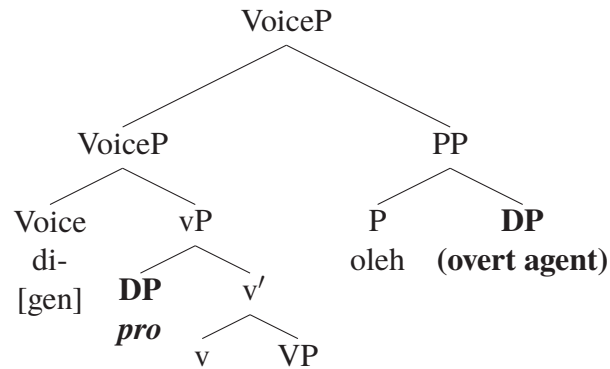 VoiceP
VoiceP PP
Voice vP P DP
di- oleh (overt agent)
[gen] DP v′
pro
v VP